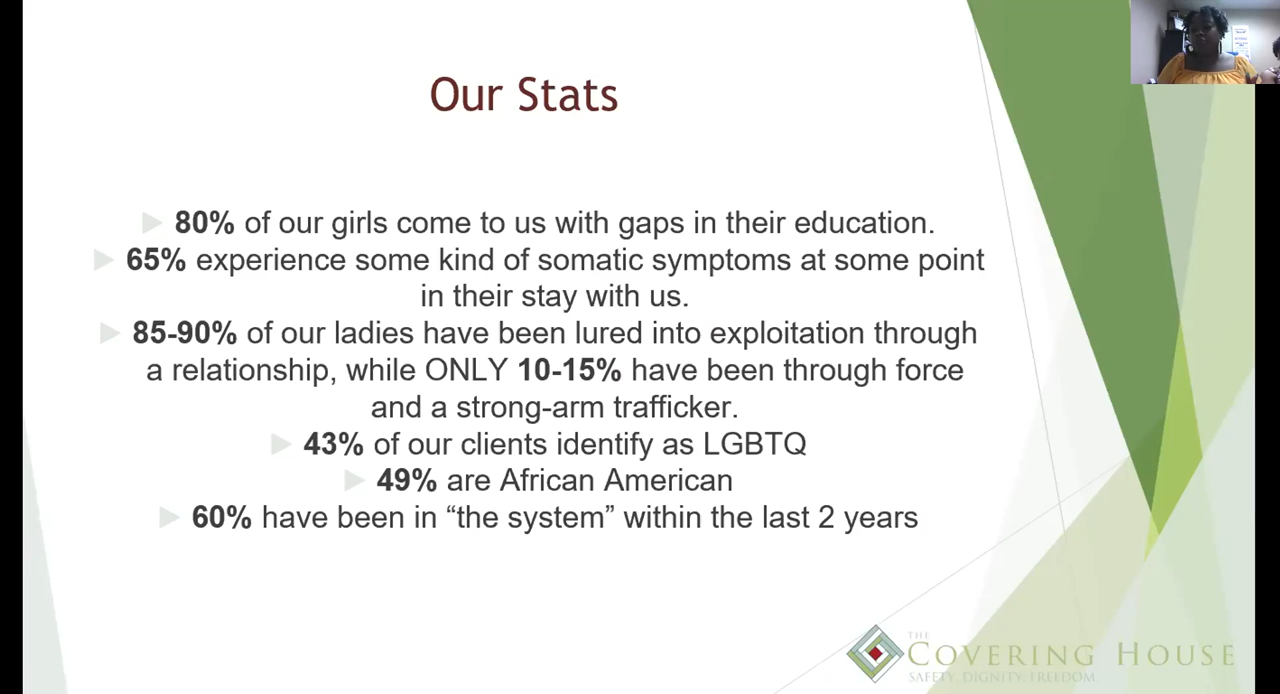 Our Stats
80% of our girls come to us with gaps in their education.
65% experience some kind of somatic symptoms at some point
in their stay with us.
85-90% of our ladies have been lured into exploitation through
a relationship, while ONLY 10-15% have been through force
and a strong-arm trafficker.
43% of our clients identify as LGBTQ
49% are African American
60% have been in “the system” within the last 2 years
THE
COVERING HOUSE
SAFETY, DIGNITY, FREEDOM